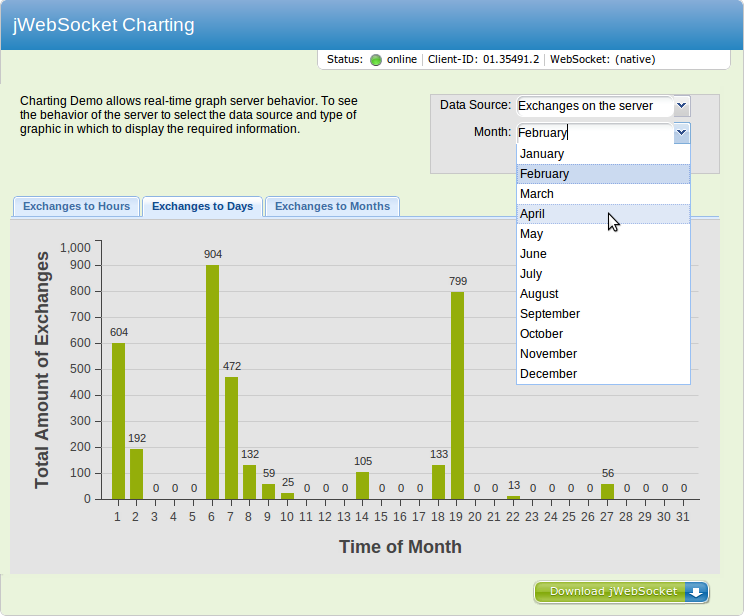 jWebSocket Charting
Status: online Client-ID: 01.35491.2 WebSocket: (native)
Charting Demo allows real-time graph server behavior. To see
the behavior of the server to select the data source and type of
graphic in which to display the required information.
Data Source: Exchanges on the server
Month: February
January
February
March
April
May
June
July
August
September
October
November
December
Exchanges to Hours Exchanges to Days Exchanges to Months
Total Amount of Exchanges
1,000
900
800
700
600
500
400
300
200
100
0
604 192 0 0 0 904 472 132 59 25 0 0 0 105 0 0 0 133 799 0 0 13 0 0 0 0 56 0 0 0 0
1 2 3 4 5 6 7 8 9 10 11 12 13 14 15 16 17 18 19 20 21 22 23 24 25 26 27 28 29 30 31
Time of Month
Download jWebSocket